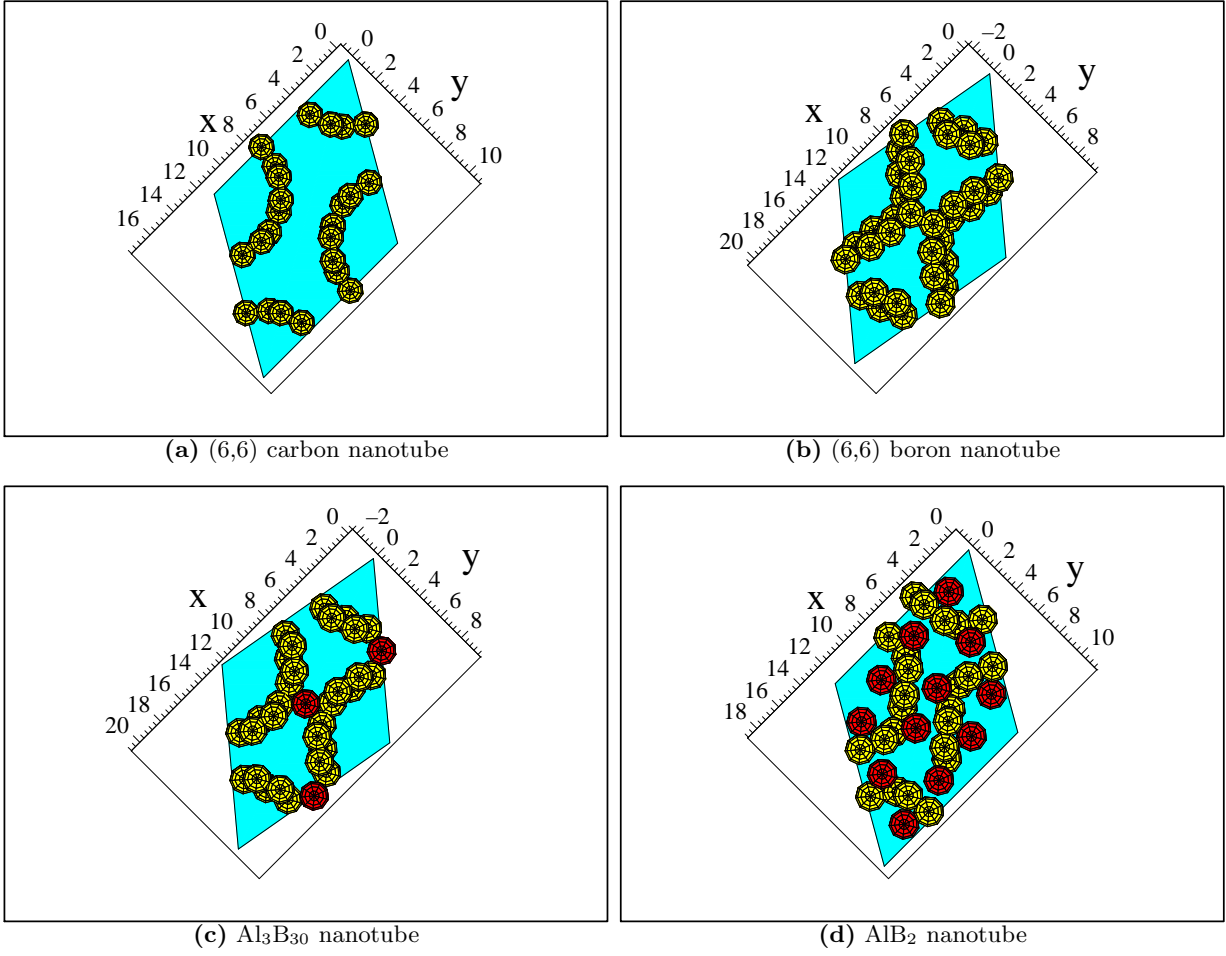 0 2 4 6 8 10 12 14 16
x
0 2 4 6 8 10
y
(a) (6,6) carbon nanotube
0 2 4 6 8 10 12 14 16 18 20
x
−2 0 2 4 6 8
y
(b) (6,6) boron nanotube
0 2 4 6 8 10 12 14 16 18 20
x
−2 0 2 4 6 8
y
(c) Al₃B₃₀ nanotube
0 2 4 6 8 10 12 14 16 18
x
0 2 4 6 8 10
y
(d) AlB₂ nanotube